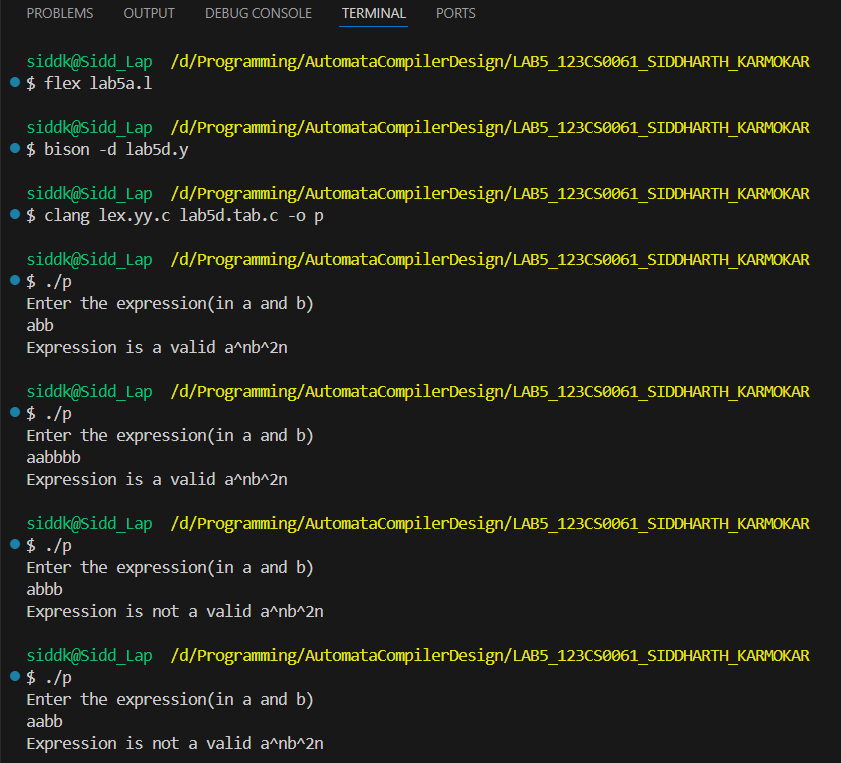 PROBLEMS OUTPUT DEBUG CONSOLE TERMINAL PORTS
siddk@Sidd_Lap /d/Programming/AutomataCompilerDesign/LAB5_123CS0061_SIDDHARTH_KARMOKAR
$ flex lab5a.l
siddk@Sidd_Lap /d/Programming/AutomataCompilerDesign/LAB5_123CS0061_SIDDHARTH_KARMOKAR
$ bison -d lab5d.y
siddk@Sidd_Lap /d/Programming/AutomataCompilerDesign/LAB5_123CS0061_SIDDHARTH_KARMOKAR
$ clang lex.yy.c lab5d.tab.c -o p
siddk@Sidd_Lap /d/Programming/AutomataCompilerDesign/LAB5_123CS0061_SIDDHARTH_KARMOKAR
$ ./p
Enter the expression(in a and b)
abb
Expression is a valid a^nb^2n
siddk@Sidd_Lap /d/Programming/AutomataCompilerDesign/LAB5_123CS0061_SIDDHARTH_KARMOKAR
$ ./p
Enter the expression(in a and b)
aabbbb
Expression is a valid a^nb^2n
siddk@Sidd_Lap /d/Programming/AutomataCompilerDesign/LAB5_123CS0061_SIDDHARTH_KARMOKAR
$ ./p
Enter the expression(in a and b)
abbb
Expression is not a valid a^nb^2n
siddk@Sidd_Lap /d/Programming/AutomataCompilerDesign/LAB5_123CS0061_SIDDHARTH_KARMOKAR
$ ./p
Enter the expression(in a and b)
aabb
Expression is not a valid a^nb^2n